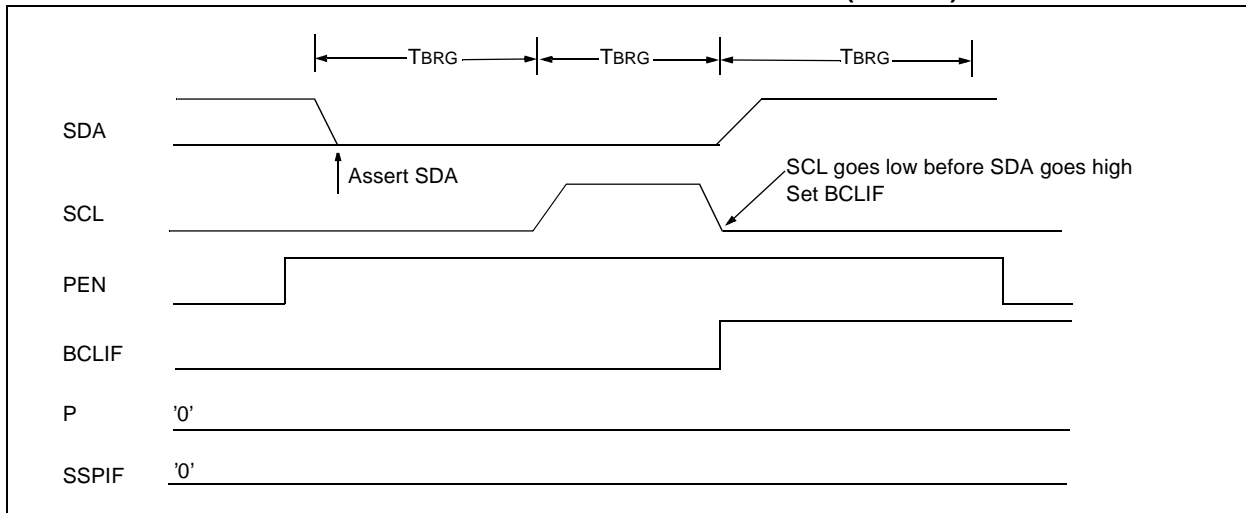 TBRG TBRG TBRG
SDA
Assert SDA
SCL goes low before SDA goes high
Set BCLIF
SCL
PEN
BCLIF
P '0'
SSPIF '0'